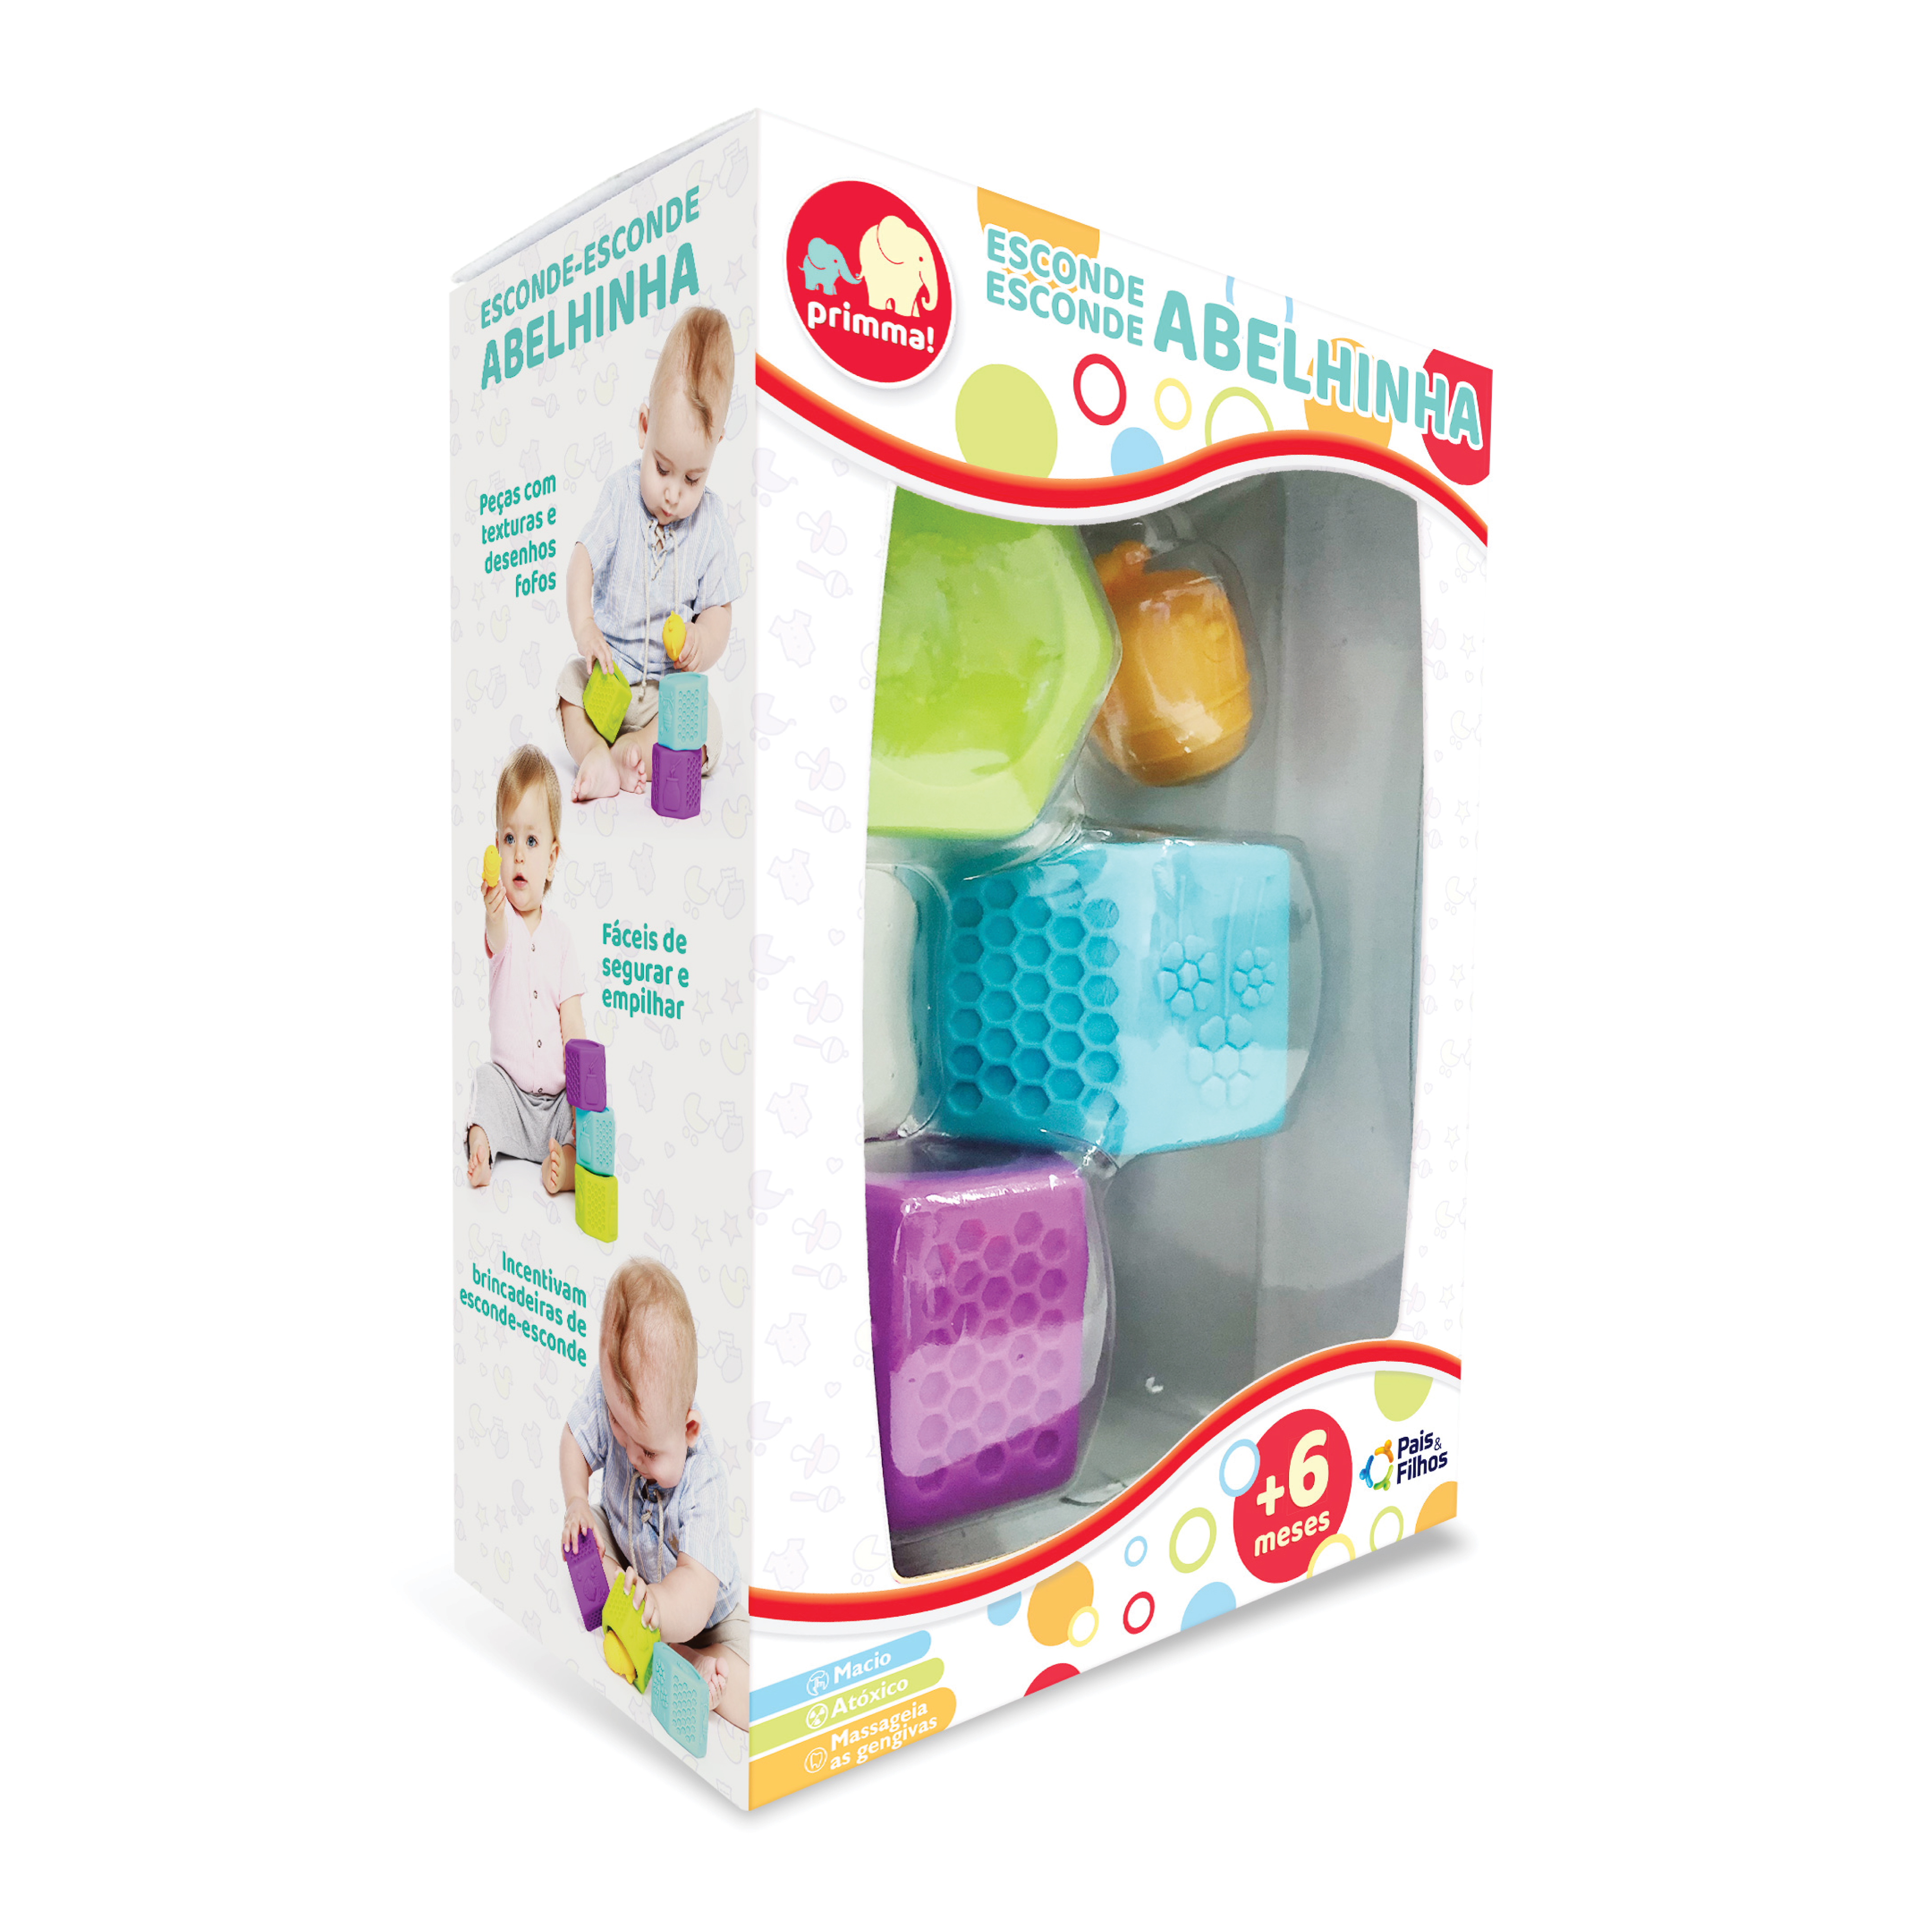 ESCONDE-ESCONDE
ABELHINHA
Peças com
texturas e
desenhos
fofos
Fáceis de
segurar e
empilhar
Incentivam
brincadeiras de
esconde-esconde
primma!
ESCONDE
ESCONDE
ABELHINHA
+6
meses
Pais &
Filhos
Macio
Atóxico
Massageia
as gengivas